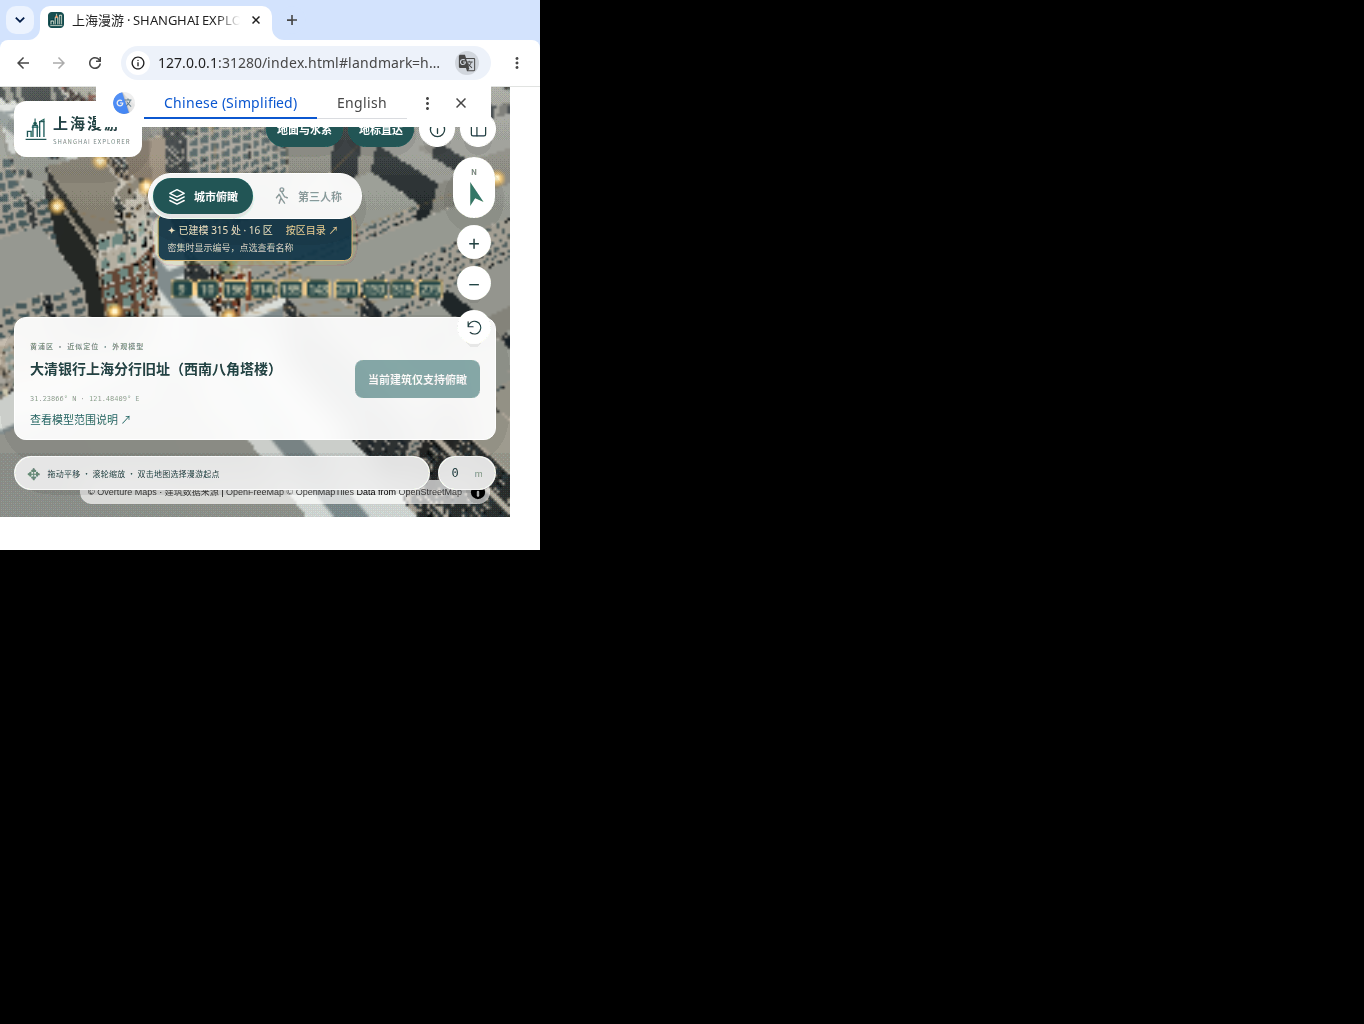 上海漫游 · SHANGHAI EXPLO
127.0.0.1:31280/index.html#landmark=h...
Chinese (Simplified) English
上海漫游
SHANGHAI EXPLORER
地面与水系 地标直达
N
城市俯瞰 第三人称
✦ 已建模 315 处 · 16 区 按区目录 ↗
密集时显示编号，点选查看名称
+
−
黄浦区 · 近似定位 · 外观模型
大清银行上海分行旧址（西南八角塔楼）
当前建筑仅支持俯瞰
31.23866° N · 121.48409° E
查看模型范围说明 ↗
拖动平移 · 滚轮缩放 · 双击地图选择漫游起点
0 m
© Overture Maps · 建筑数据来源 | OpenFreeMap © OpenMapTiles Data from OpenStreetMap